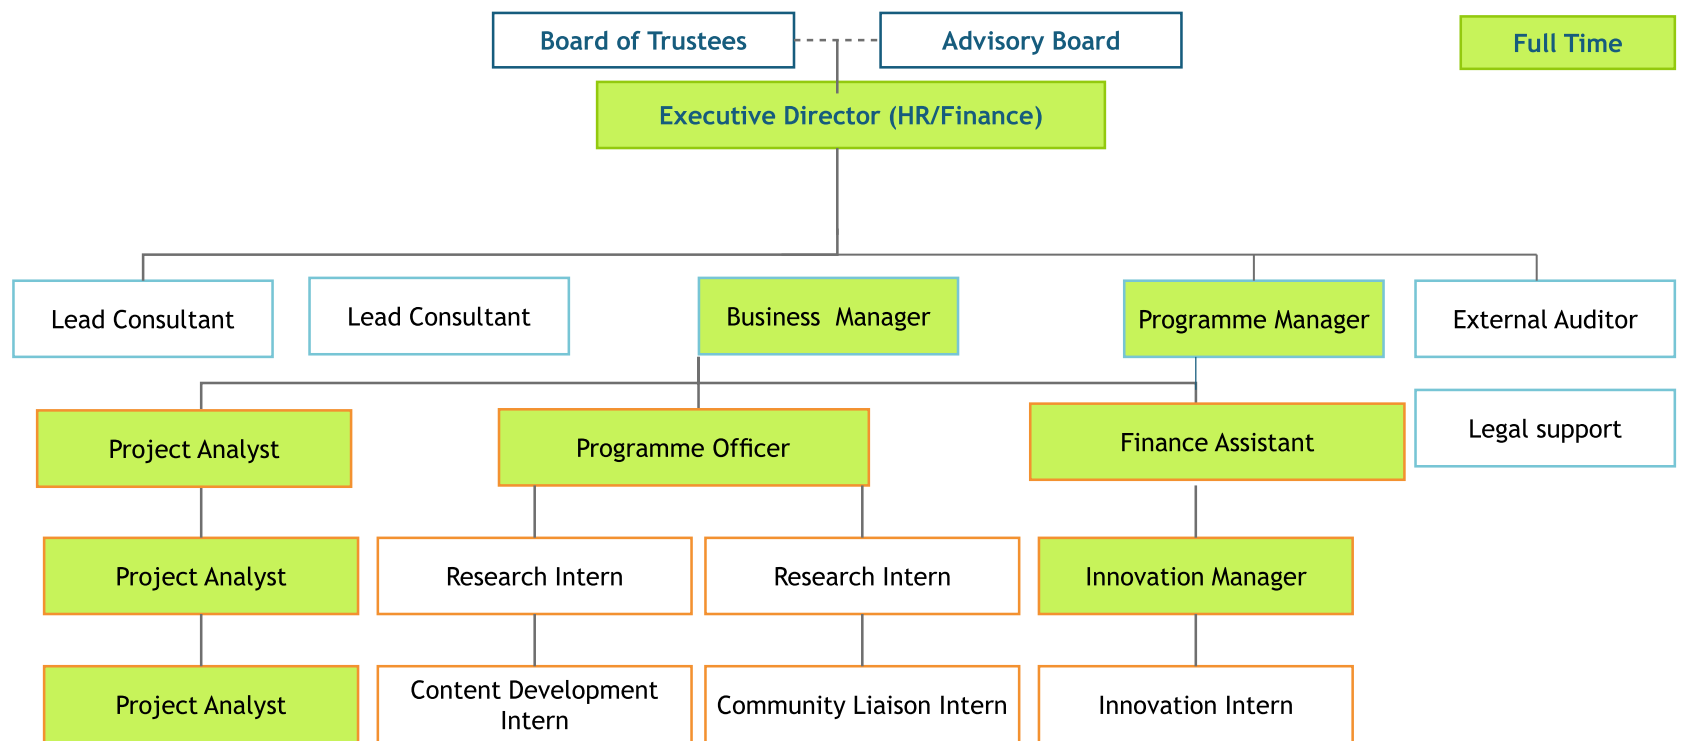 Board of Trustees
Advisory Board
Full Time
Executive Director (HR/Finance)
Lead Consultant
Lead Consultant
Business  Manager
Programme Manager
External Auditor
Project Analyst
Programme Officer
Finance Assistant
Legal support
Project Analyst
Research Intern
Research Intern
Innovation Manager
Project Analyst
Content Development
Intern
Community Liaison Intern
Innovation Intern